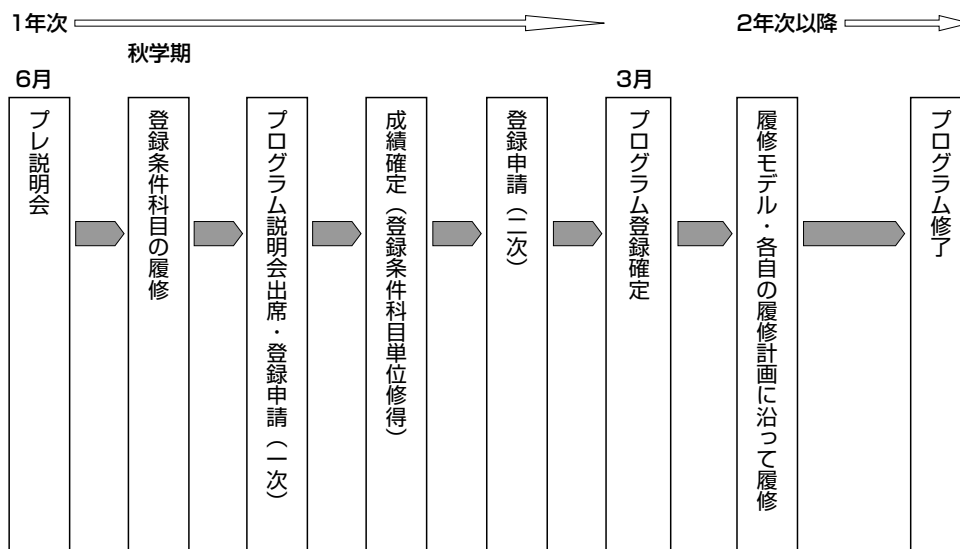 1年次
2年次以降
秋学期
6月
3月
プレ説明会
登録条件科目の履修
プログラム説明会出席・登録申請（一次）
成績確定（登録条件科目単位修得）
登録申請（二次）
プログラム登録確定
履修モデル・各自の履修計画に沿って履修
プログラム修了